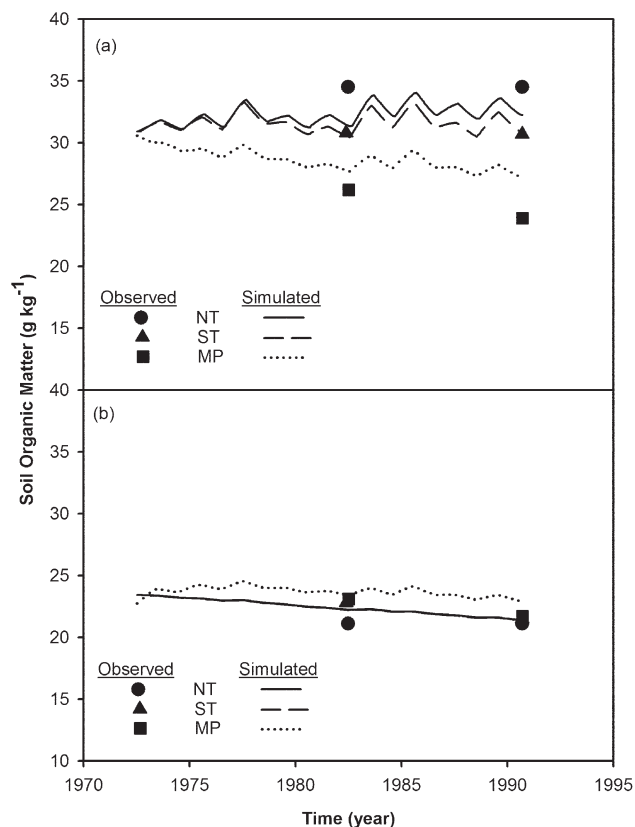 40
(a)
35
30
25
20
Observed Simulated
NT
15
ST
MP
40
(b)
35
30
25
20
Observed Simulated
NT
15
ST
MP
10
1970 1975 1980 1985 1990 1995
Time (year)
Soil Organic Matter (g kg-1)